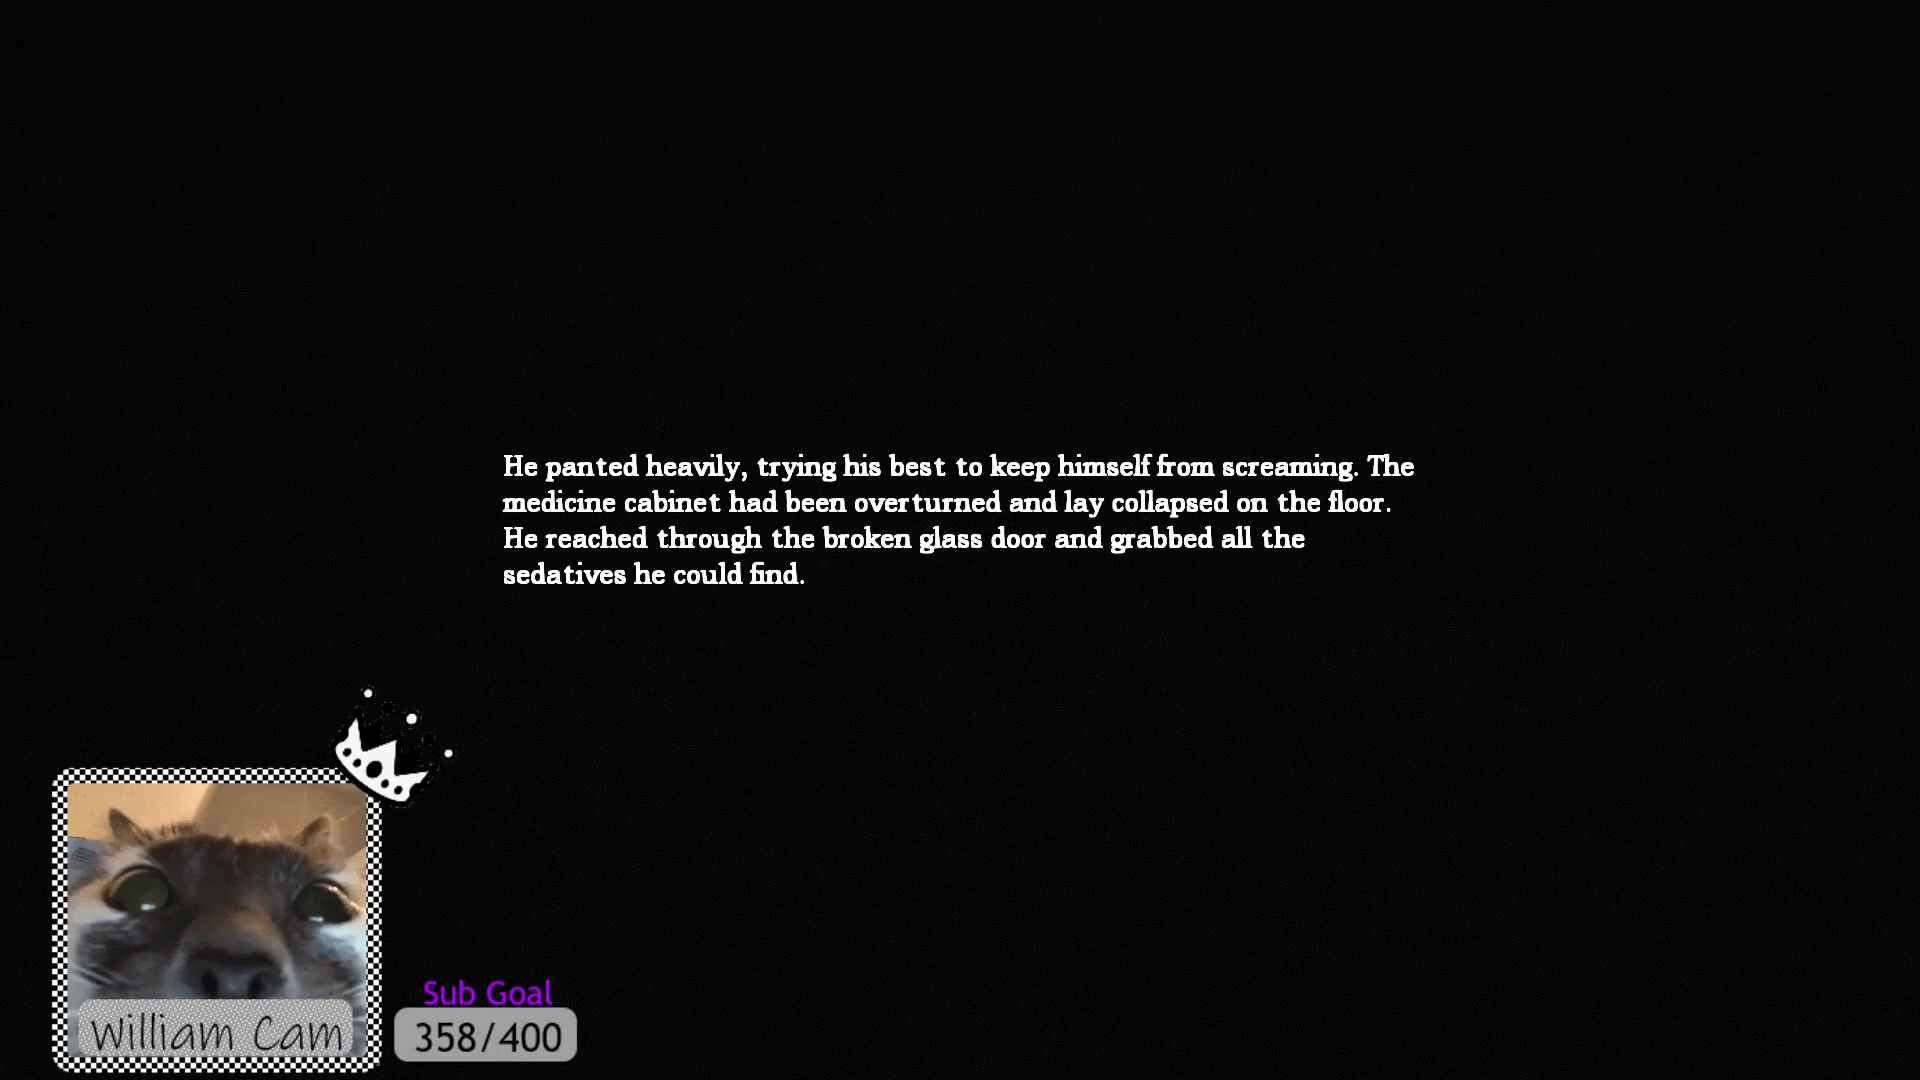 He panted heavily, trying his best to keep himself from screaming. The
medicine cabinet had been overturned and lay collapsed on the floor.
He reached through the broken glass door and grabbed all the
sedatives he could find.
Sub Goal
William Cam
358/400